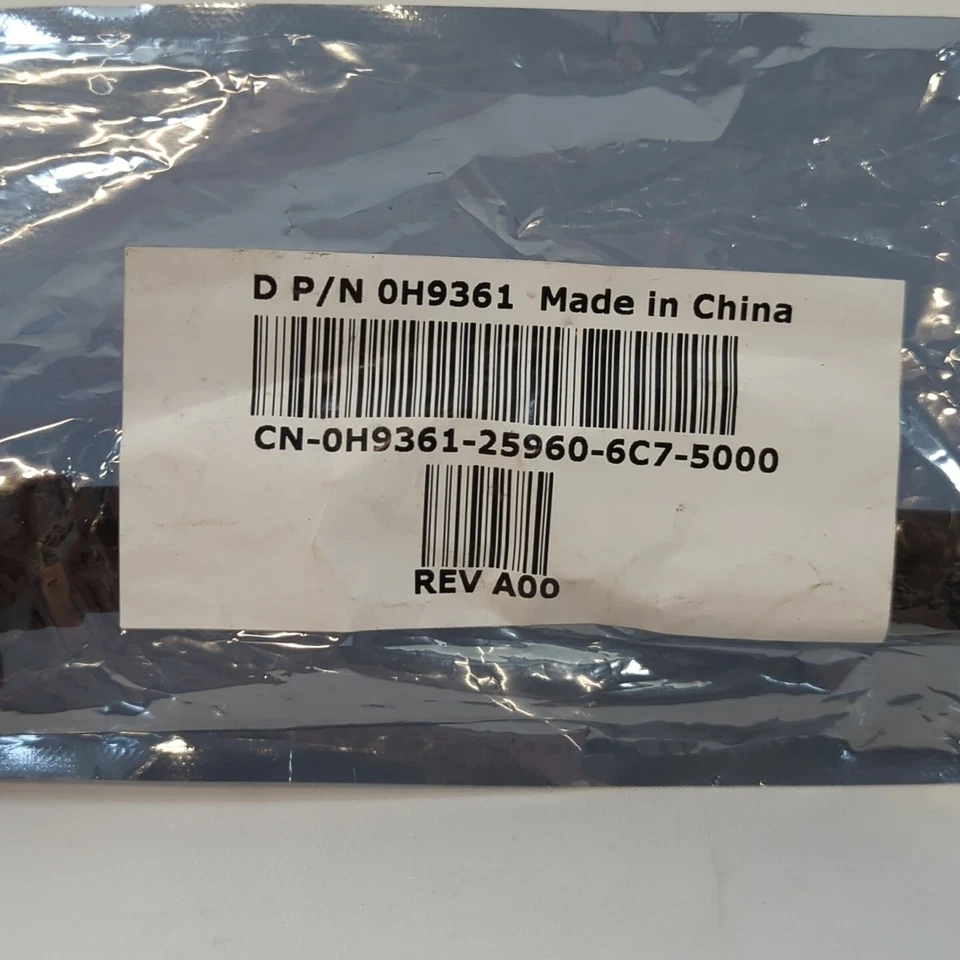 D P/N 0H9361 Made in China
CN-0H9361-25960-6C7-5000
REV A00